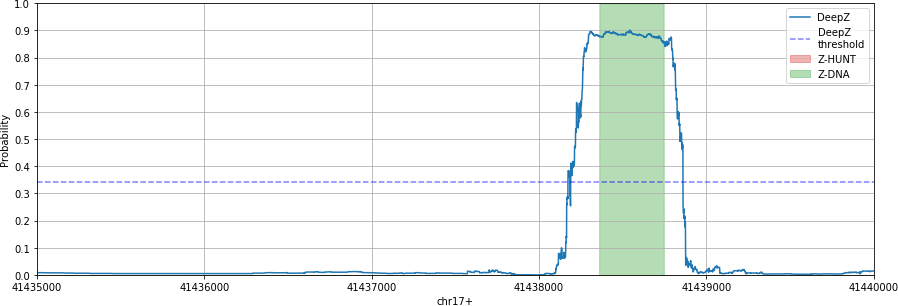 1.0
0.9
0.8
0.7
0.6
0.5
0.4
0.3
0.2
0.1
0.0
Probability
41435000
41436000
41437000
41438000
41439000
41440000
chr17+
DeepZ
DeepZ
threshold
Z-HUNT
Z-DNA